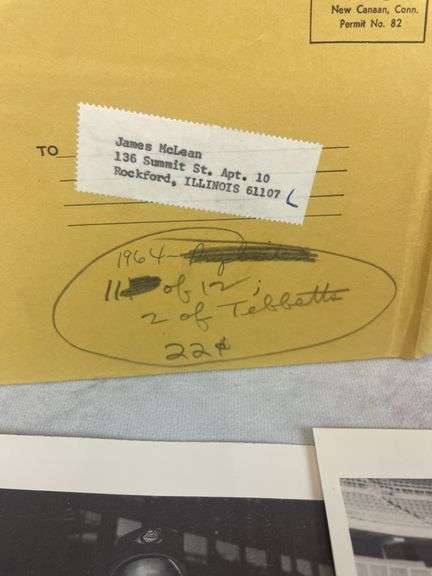 New Canaan, Conn.
Permit No. 82
TO
James McLean
136 Summit St. Apt. 10
Rockford, ILLINOIS 61107 L
1964-
11 of 12;
2 of Tebbetts
22¢